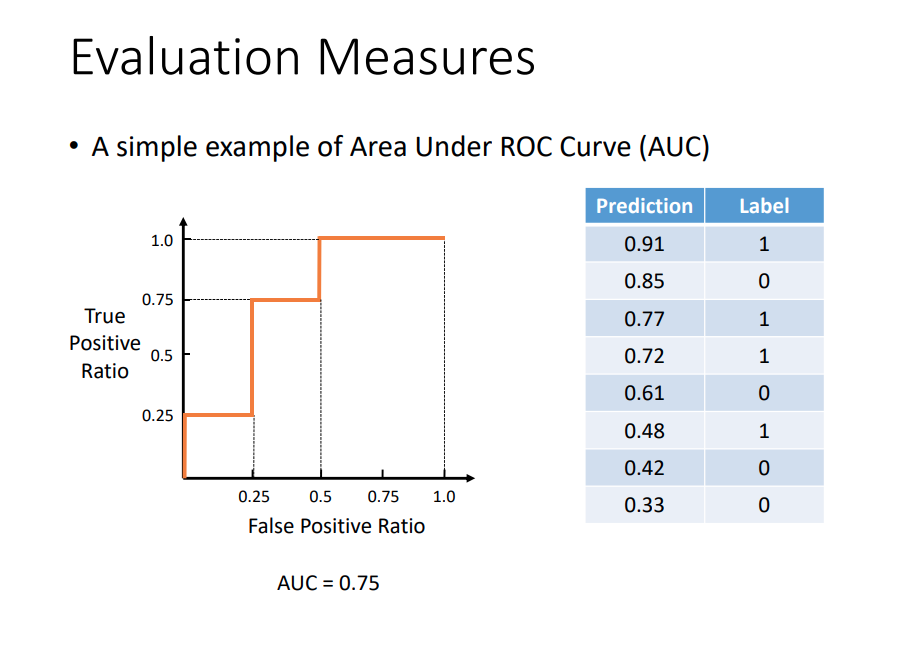 Evaluation Measures
• A simple example of Area Under ROC Curve (AUC)
1.0
0.75
0.5
0.25
True
Positive
Ratio
0.25 0.5 0.75 1.0
False Positive Ratio
AUC = 0.75
Prediction Label
0.91 1
0.85 0
0.77 1
0.72 1
0.61 0
0.48 1
0.42 0
0.33 0